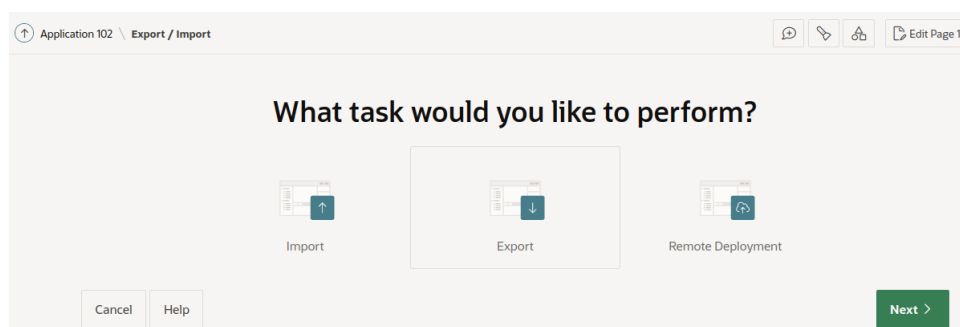 Application 102 \ Export / Import
Edit Page 1
What task would you like to perform?
Import
Export
Remote Deployment
Cancel
Help
Next >